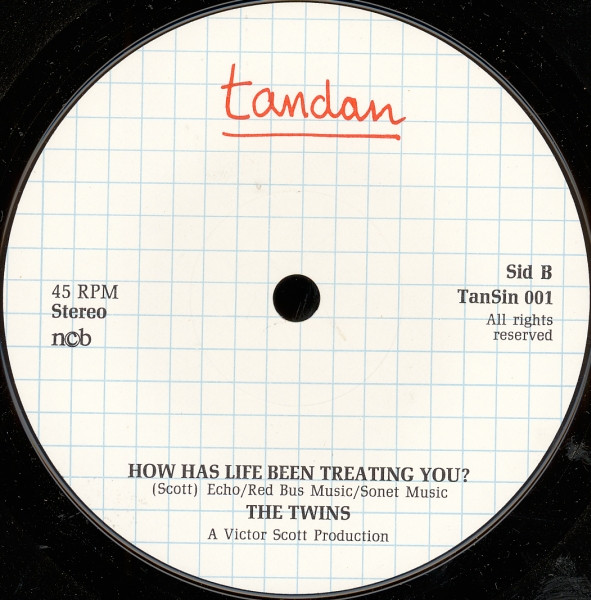 tandan
45 RPM
Stereo
ncb
Sid B
TanSin 001
All rights
reserved
HOW HAS LIFE BEEN TREATING YOU?
(Scott) Echo/Red Bus Music/Sonet Music
THE TWINS
A Victor Scott Production